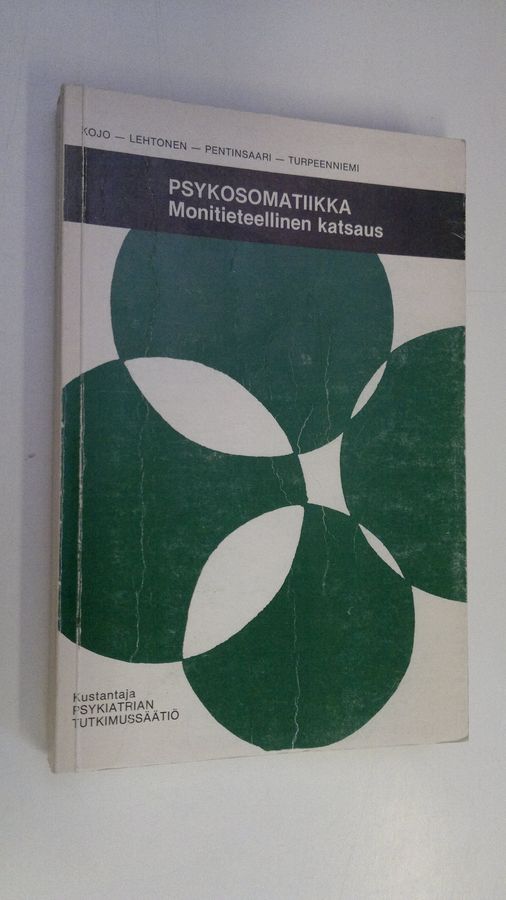 KOJO — LEHTONEN — PENTINSAARI — TURPEENNIEMI
PSYKOSOMATIIKKA
Monitieteellinen katsaus
Kustantaja
PSYKIATRIAN
TUTKIMUSSÄÄTIÖ